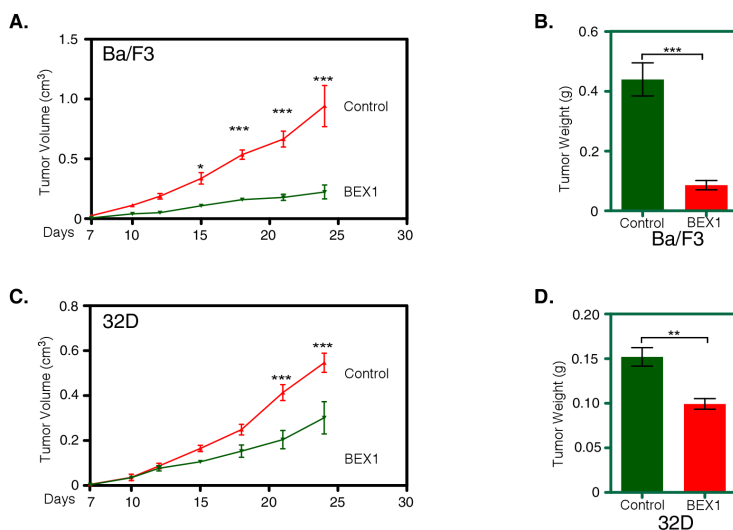 A.
Ba/F3
Tumor Volume (cm³)
1.5
1.0
0.5
0
*
***
***
***
Control
BEX1
Days
7 10 15 20 25 30
B.
Tumor Weight (g)
0.6
0.4
0.2
0
***
Control BEX1
Ba/F3
C.
32D
Tumor Volume (cm³)
0.8
0.6
0.4
0.2
0
***
***
Control
BEX1
Days
7 10 15 20 25 30
D.
Tumor Weight (g)
0.20
0.15
0.10
0.05
0
**
Control BEX1
32D